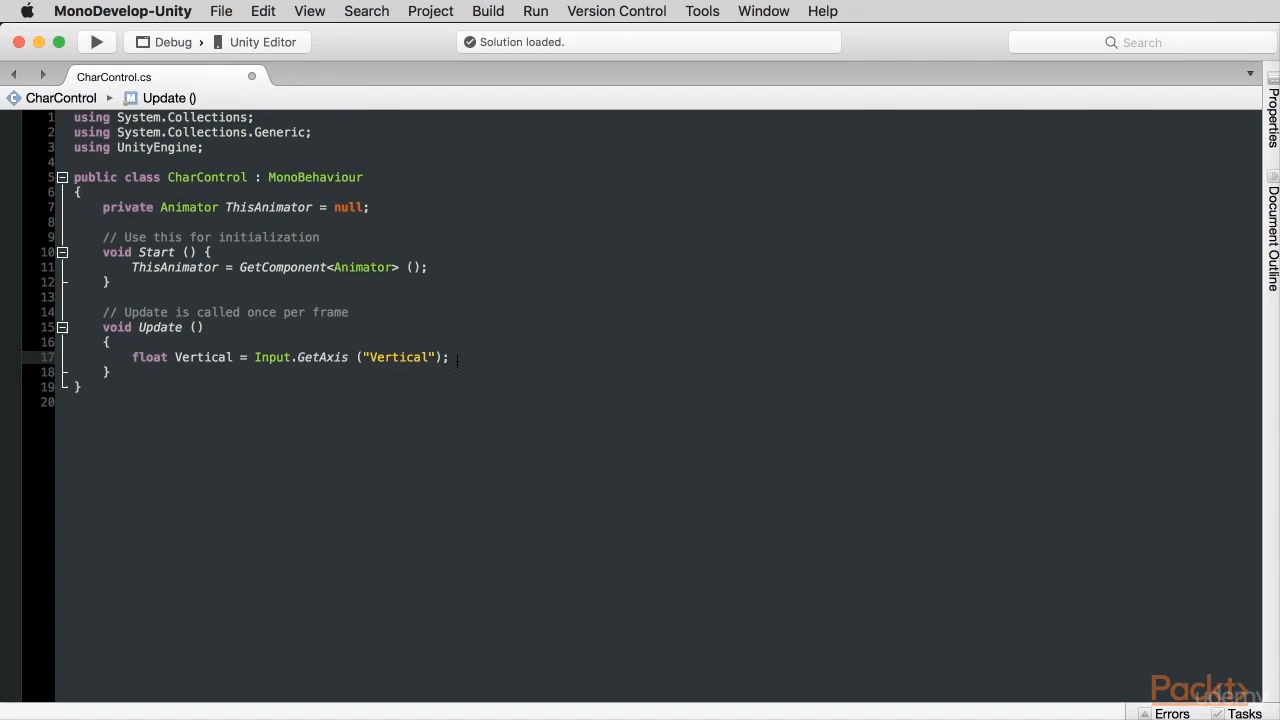 MonoDevelop-Unity File Edit View Search Project Build Run Version Control Tools Window Help
Debug › Unity Editor Solution loaded. Search
CharControl.cs
CharControl ▸ M Update ()
1 using System.Collections;
2 using System.Collections.Generic;
3 using UnityEngine;
4
5 public class CharControl : MonoBehaviour
6 {
7 private Animator ThisAnimator = null;
8
9 // Use this for initialization
10 void Start () {
11 ThisAnimator = GetComponent<Animator> ();
12 }
13
14 // Update is called once per frame
15 void Update ()
16 {
17 float Vertical = Input.GetAxis ("Vertical");
18 }
19 }
20
Properties
Document Outline
Packt›
udemy
Errors Tasks